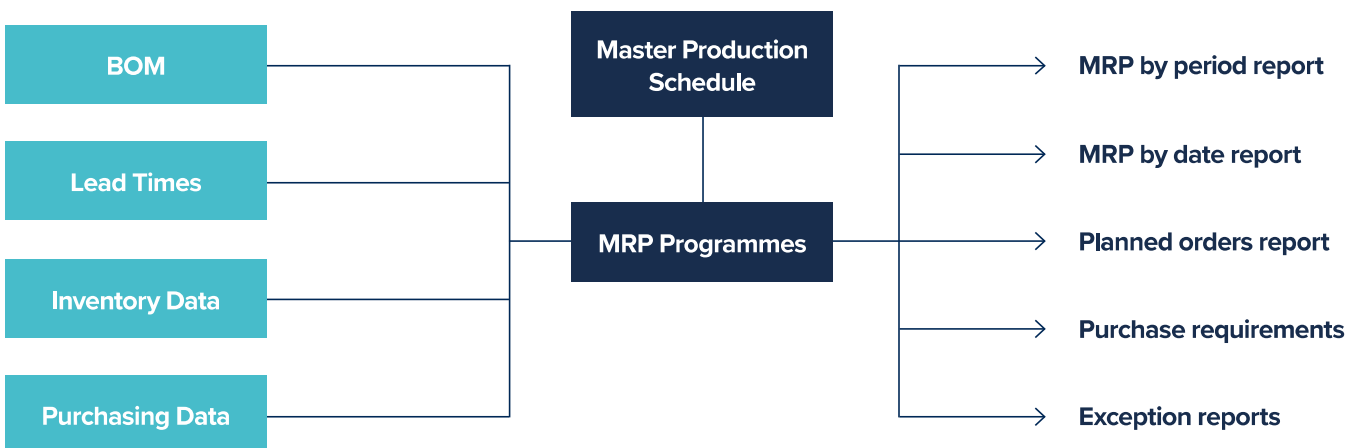 BOM
Lead Times
Inventory Data
Purchasing Data
Master Production
Schedule
MRP Programmes
MRP by period report
MRP by date report
Planned orders report
Purchase requirements
Exception reports